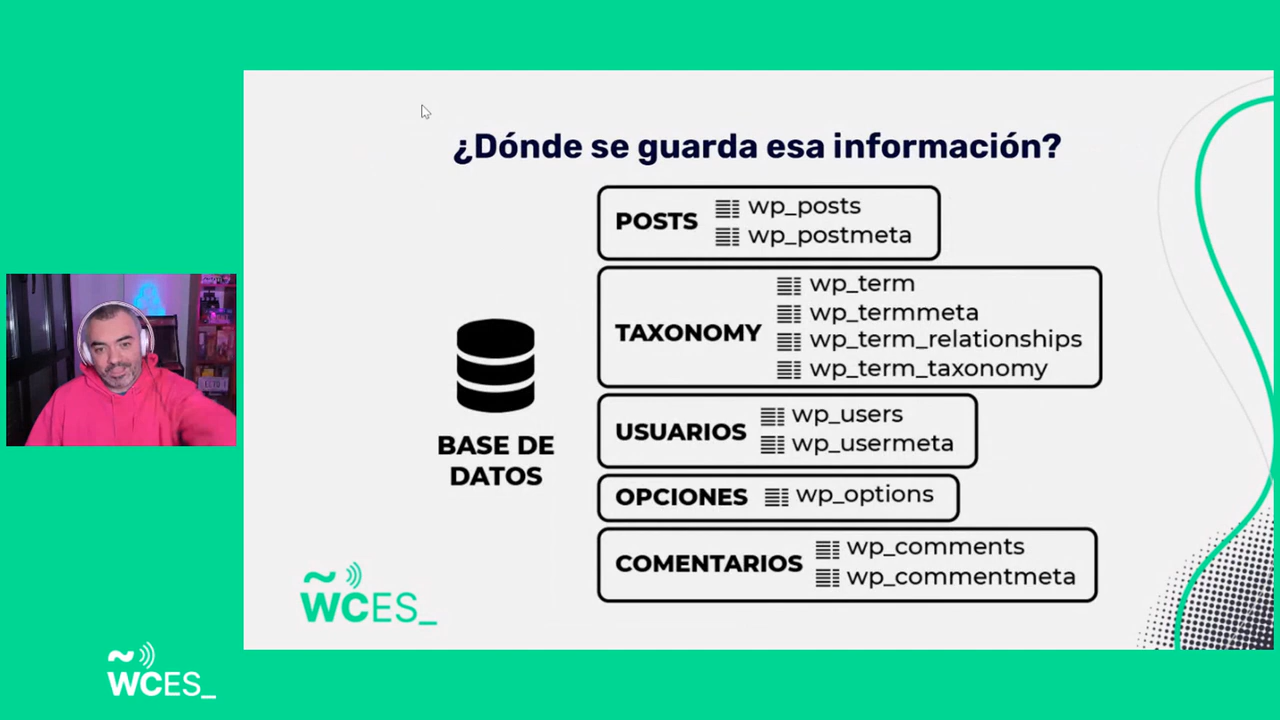 ¿Dónde se guarda esa información?
POSTS
wp_posts
wp_postmeta
TAXONOMY
wp_term
wp_termmeta
wp_term_relationships
wp_term_taxonomy
BASE DE
DATOS
USUARIOS
wp_users
wp_usermeta
OPCIONES
wp_options
COMENTARIOS
wp_comments
wp_commentmeta
WCES_
WCES_